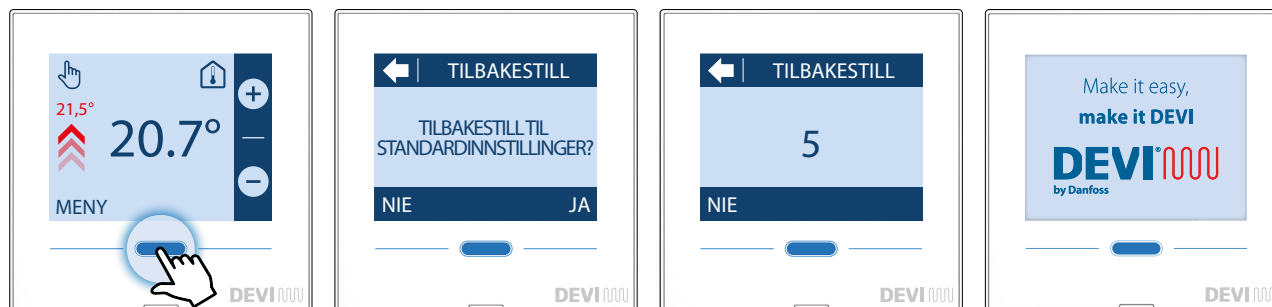 21,5°
20.7°
+
−
MENY
DEVI
TILBAKESTILL
TILBAKESTILL TIL
STANDARDINNSTILLINGER?
NIE JA
DEVI
TILBAKESTILL
5
NIE
DEVI
Make it easy,
make it DEVI
DEVI®
by Danfoss
DEVI